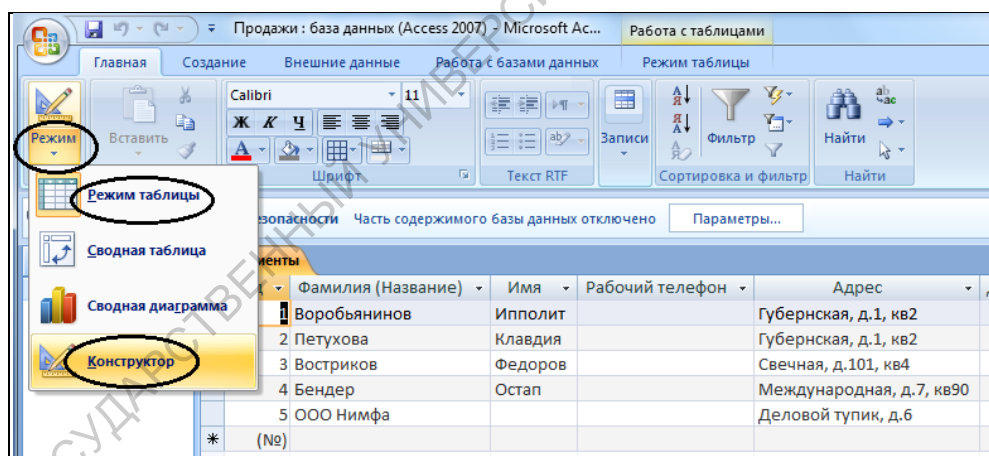 Продажи : база данных (Access 2007) - Microsoft Ac...
Работа с таблицами
Главная Создание Внешние данные Работа с базами данных Режим таблицы
Calibri 11
Режим Вставить Ж К Ч Записи Фильтр Найти
Шрифт Текст RTF Сортировка и фильтр Найти
Режим таблицы
Часть содержимого базы данных отключено Параметры...
Сводная таблица
Фамилия (Название) Имя Рабочий телефон Адрес
Сводная диаграмма
1 Воробьянинов Ипполит Губернская, д.1, кв2
2 Петухова Клавдия Губернская, д.1, кв2
Конструктор
3 Востриков Федоров Свечная, д.101, кв4
4 Бендер Остап Международная, д.7, кв90
5 ООО Нимфа Деловой тупик, д.6
* (№)